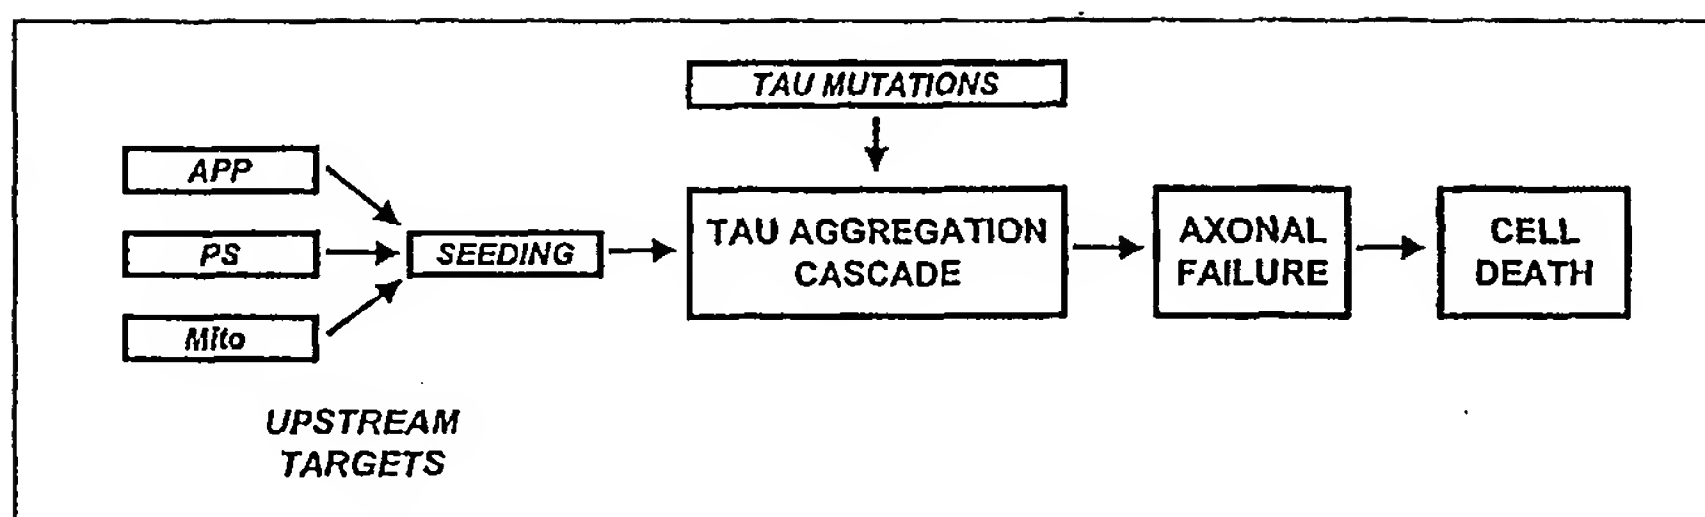 TAU MUTATIONS
APP
PS
Mito
SEEDING
TAU AGGREGATION
CASCADE
AXONAL
FAILURE
CELL
DEATH
UPSTREAM
TARGETS